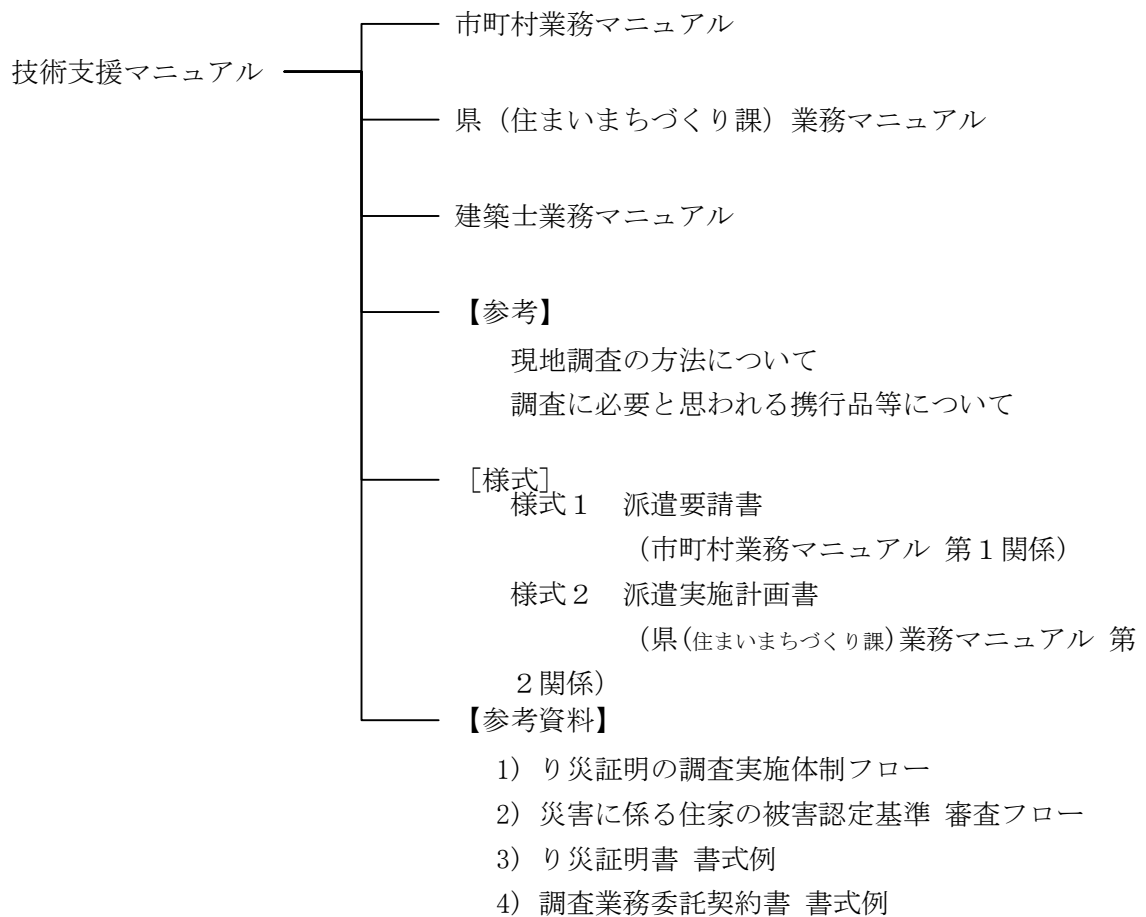 市町村業務マニュアル
技術支援マニュアル
県（住まいまちづくり課）業務マニュアル
建築士業務マニュアル
【参考】
現地調査の方法について
調査に必要と思われる携行品等について
［様式］
様式１　派遣要請書
（市町村業務マニュアル 第１関係）
様式２　派遣実施計画書
（県(住まいまちづくり課)業務マニュアル 第
２関係）
【参考資料】
1) り災証明の調査実施体制フロー
2) 災害に係る住家の被害認定基準 審査フロー
3) り災証明書 書式例
4) 調査業務委託契約書 書式例